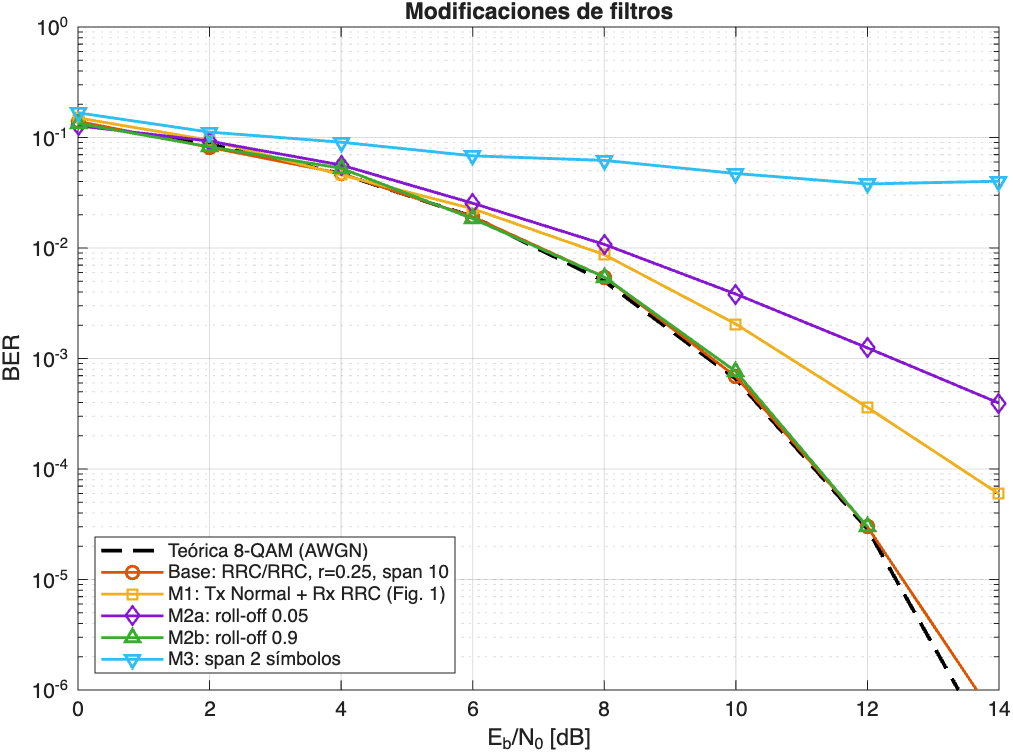 Modificaciones de filtros
10^0
10^-1
10^-2
10^-3
10^-4
10^-5
10^-6
BER
Teórica 8-QAM (AWGN)
Base: RRC/RRC, r=0.25, span 10
M1: Tx Normal + Rx RRC (Fig. 1)
M2a: roll-off 0.05
M2b: roll-off 0.9
M3: span 2 símbolos
0 2 4 6 8 10 12 14
E_b/N_0 [dB]